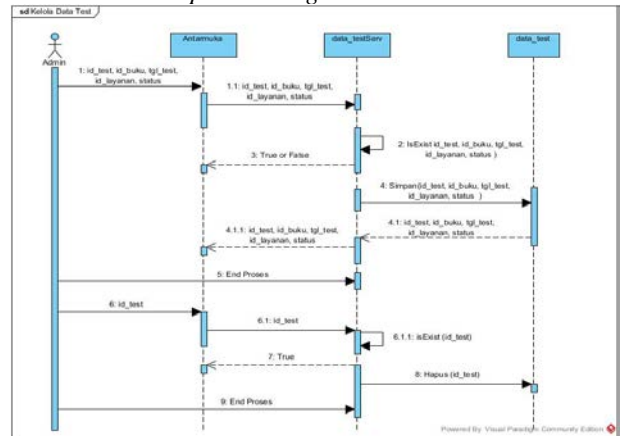 sd Kelola Data Test
Admin
Antarmuka
data_testServ
data_test
1: id_test, id_buku, tgl_test,
id_layanan, status
1.1: id_test, id_buku, tgl_test,
id_layanan, status
2: IsExist id_test, id_buku, tgl_test,
id_layanan, status )
3: True or False
4: Simpan(id_test, id_buku, tgl_test,
id_layanan, status )
4.1: id_test, id_buku, tgl_test,
id_layanan, status
4.1.1: id_test, id_buku, tgl_test,
id_layanan, status
5: End Proses
6: id_test
6.1: id_test
6.1.1: isExist (id_test)
7: True
8: Hapus (id_test)
9: End Proses
Powered By Visual Paradigm Community Edition